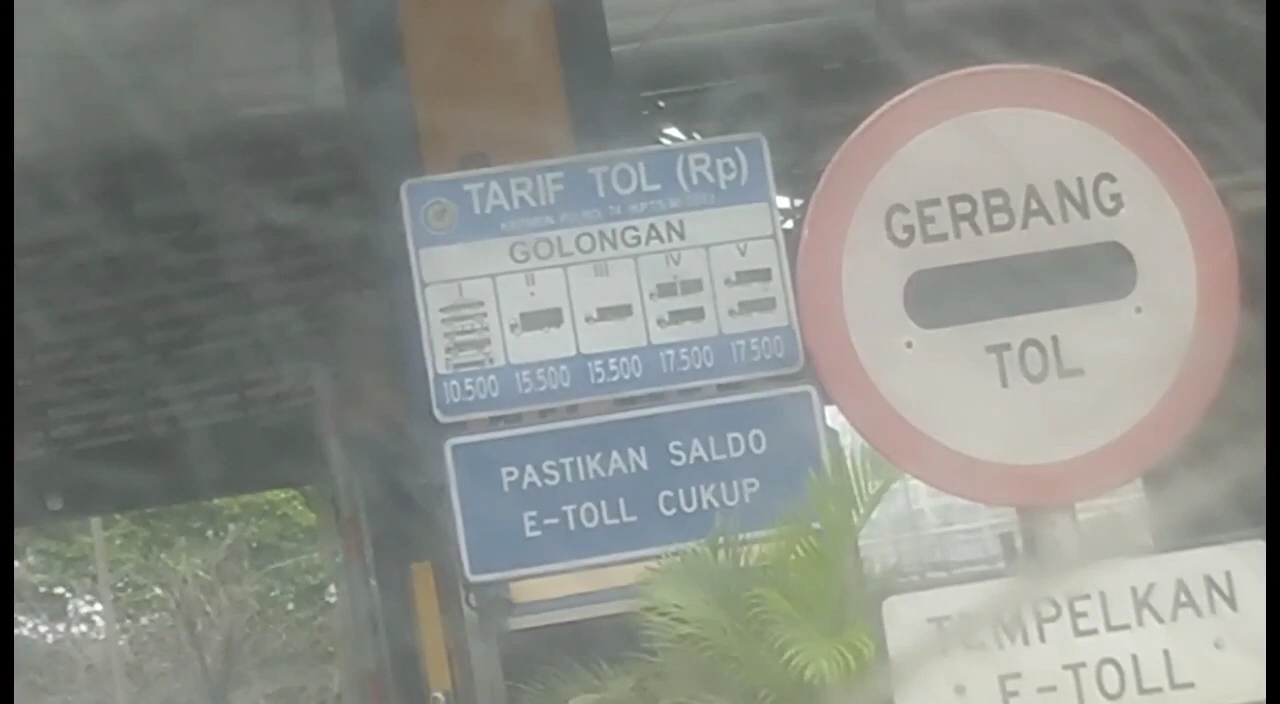 TARIF TOL (Rp)
GOLONGAN
I II III IV V
10.500 15.500 15.500 17.500 17.500
PASTIKAN SALDO
E-TOLL CUKUP
GERBANG
TOL
TEMPELKAN
E-TOLL